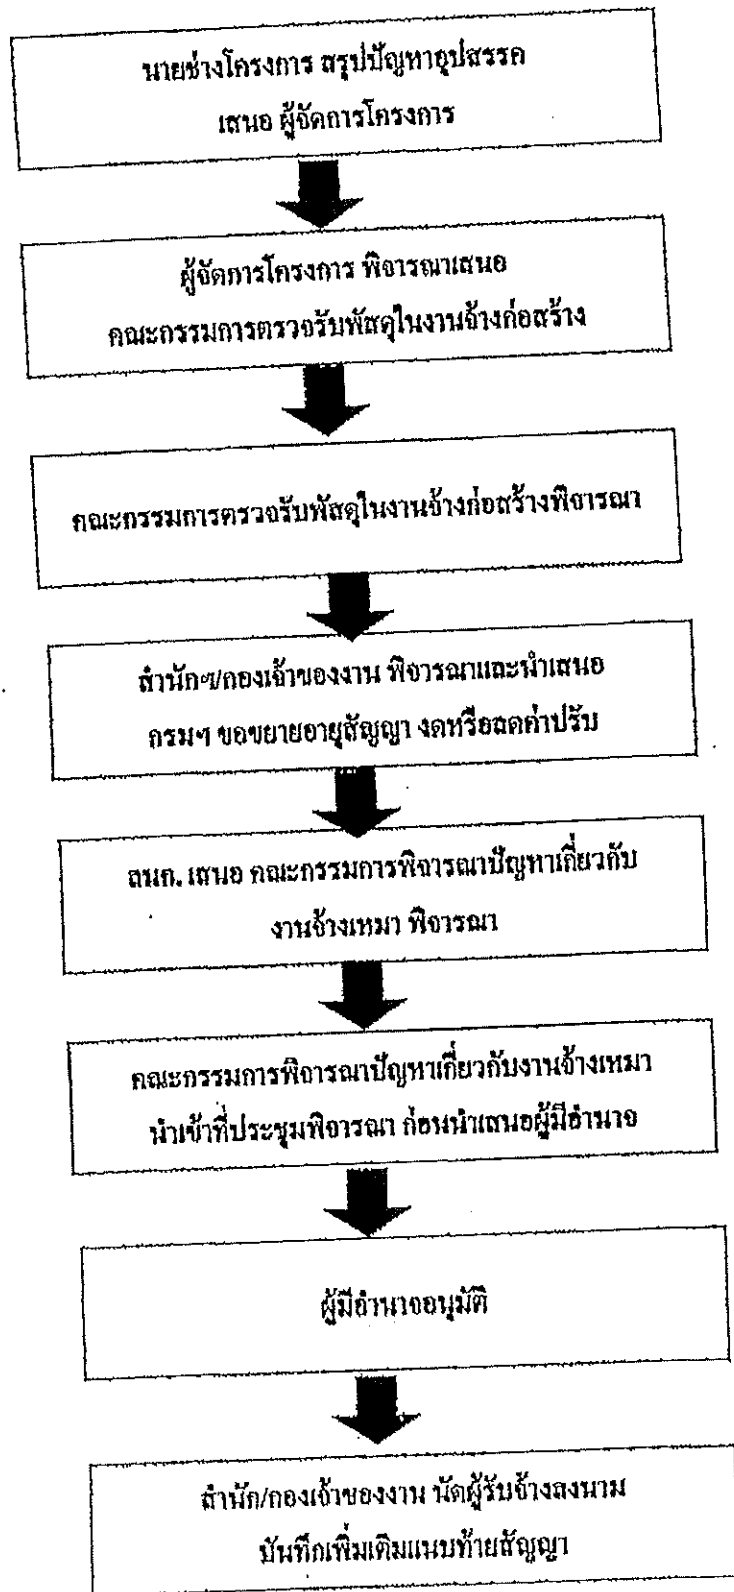 นายช่างโครงการ สรุปปัญหาอุปสรรค
เสนอ ผู้จัดการโครงการ
ผู้จัดการโครงการ พิจารณาเสนอ
คณะกรรมการตรวจรับพัสดุในงานจ้างก่อสร้าง
คณะกรรมการตรวจรับพัสดุในงานจ้างก่อสร้างพิจารณา
สำนักฯ/กองเจ้าของงาน พิจารณาและนำเสนอ
กรมฯ ขอขยายอายุสัญญา งดหรือลดค่าปรับ
สนก. เสนอ คณะกรรมการพิจารณาปัญหาเกี่ยวกับ
งานจ้างเหมา พิจารณา
คณะกรรมการพิจารณาปัญหาเกี่ยวกับงานจ้างเหมา
นำเข้าที่ประชุมพิจารณา ก่อนนำเสนอผู้มีอำนาจ
ผู้มีอำนาจอนุมัติ
สำนัก/กองเจ้าของงาน นัดผู้รับจ้างลงนาม
บันทึกเพิ่มเติมแนบท้ายสัญญา